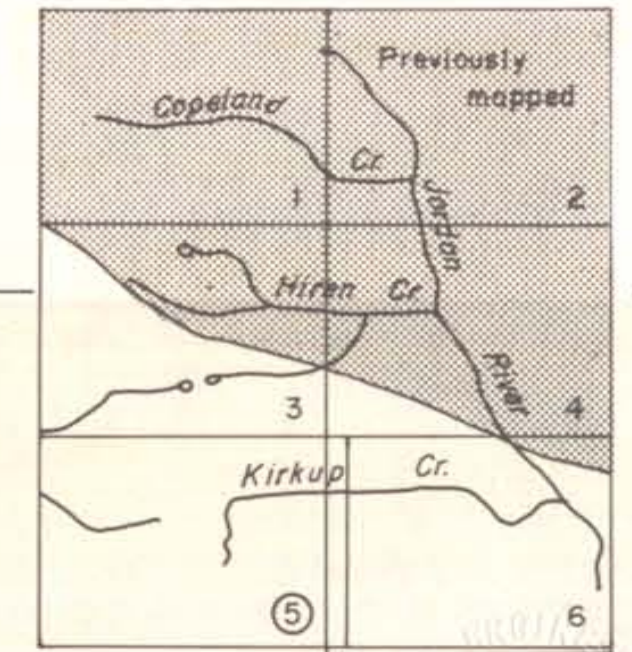 Previously
mapped
Copeland Cr.
Jordan River
1
2
Hiren Cr.
3
4
Kirkup Cr.
5
6